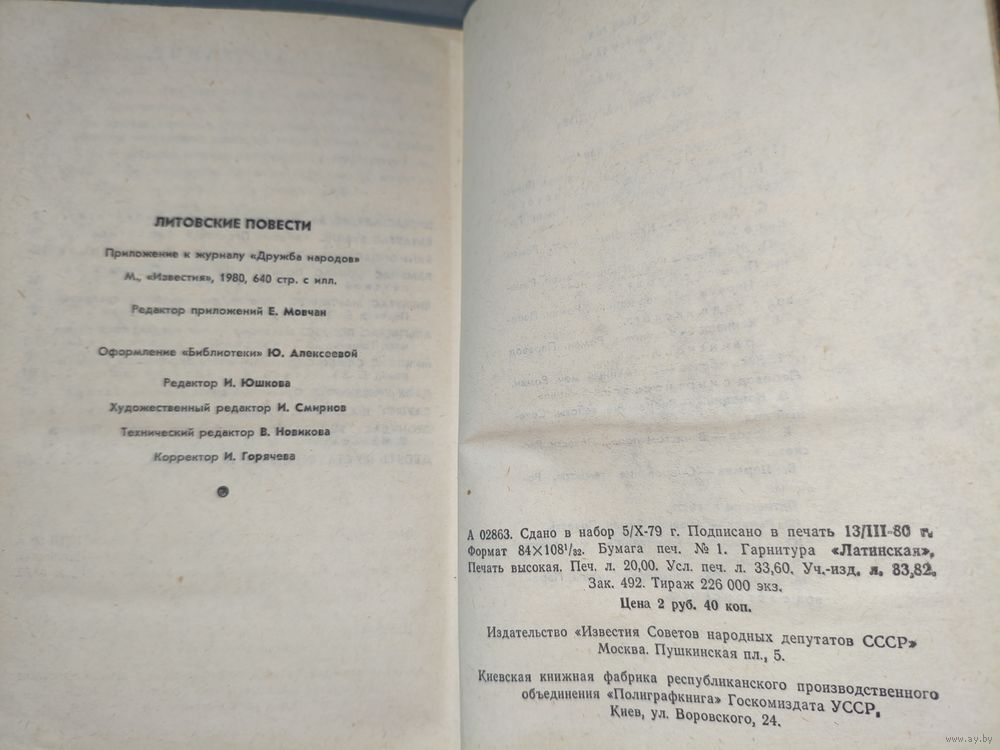 ЛИТОВСКИЕ ПОВЕСТИ
Приложение к журналу «Дружба народов»
М., «Известия», 1980, 640 стр. с илл.
Редактор приложений Е. Мовчан
Оформление «Библиотеки» Ю. Алексеевой
Редактор И. Юшкова
Художественный редактор И. Смирнов
Технический редактор В. Новикова
Корректор И. Горячева
А 02863. Сдано в набор 5/X-79 г. Подписано в печать 13/III-80 г.
Формат 84×108¹/₃₂. Бумага печ. № 1. Гарнитура «Латинская».
Печать высокая. Печ. л. 20,00. Усл. печ. л. 33,60. Уч.-изд. л. 33,82.
Зак. 492. Тираж 226 000 экз.
Цена 2 руб. 40 коп.
Издательство «Известия Советов народных депутатов СССР»
Москва. Пушкинская пл., 5.
Киевская книжная фабрика республиканского производственного
объединения «Полиграфкнига» Госкомиздата УССР,
Киев, ул. Воровского, 24.
www.ay.by